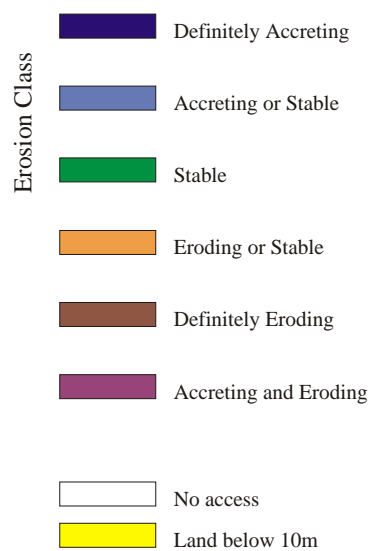 Erosion Class
Definitely Accreting
Accreting or Stable
Stable
Eroding or Stable
Definitely Eroding
Accreting and Eroding
No access
Land below 10m